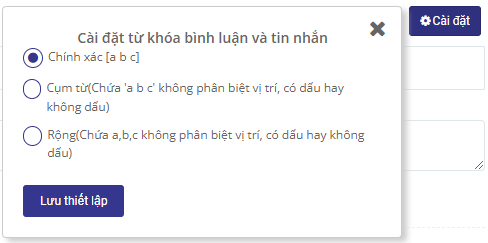 Cài đặt
Cài đặt từ khóa bình luận và tin nhắn
Chính xác [a b c]
Cụm từ(Chứa 'a b c' không phân biệt vị trí, có dấu hay
không dấu)
Rộng(Chứa a,b,c không phân biệt vị trí, có dấu hay không
dấu)
Lưu thiết lập